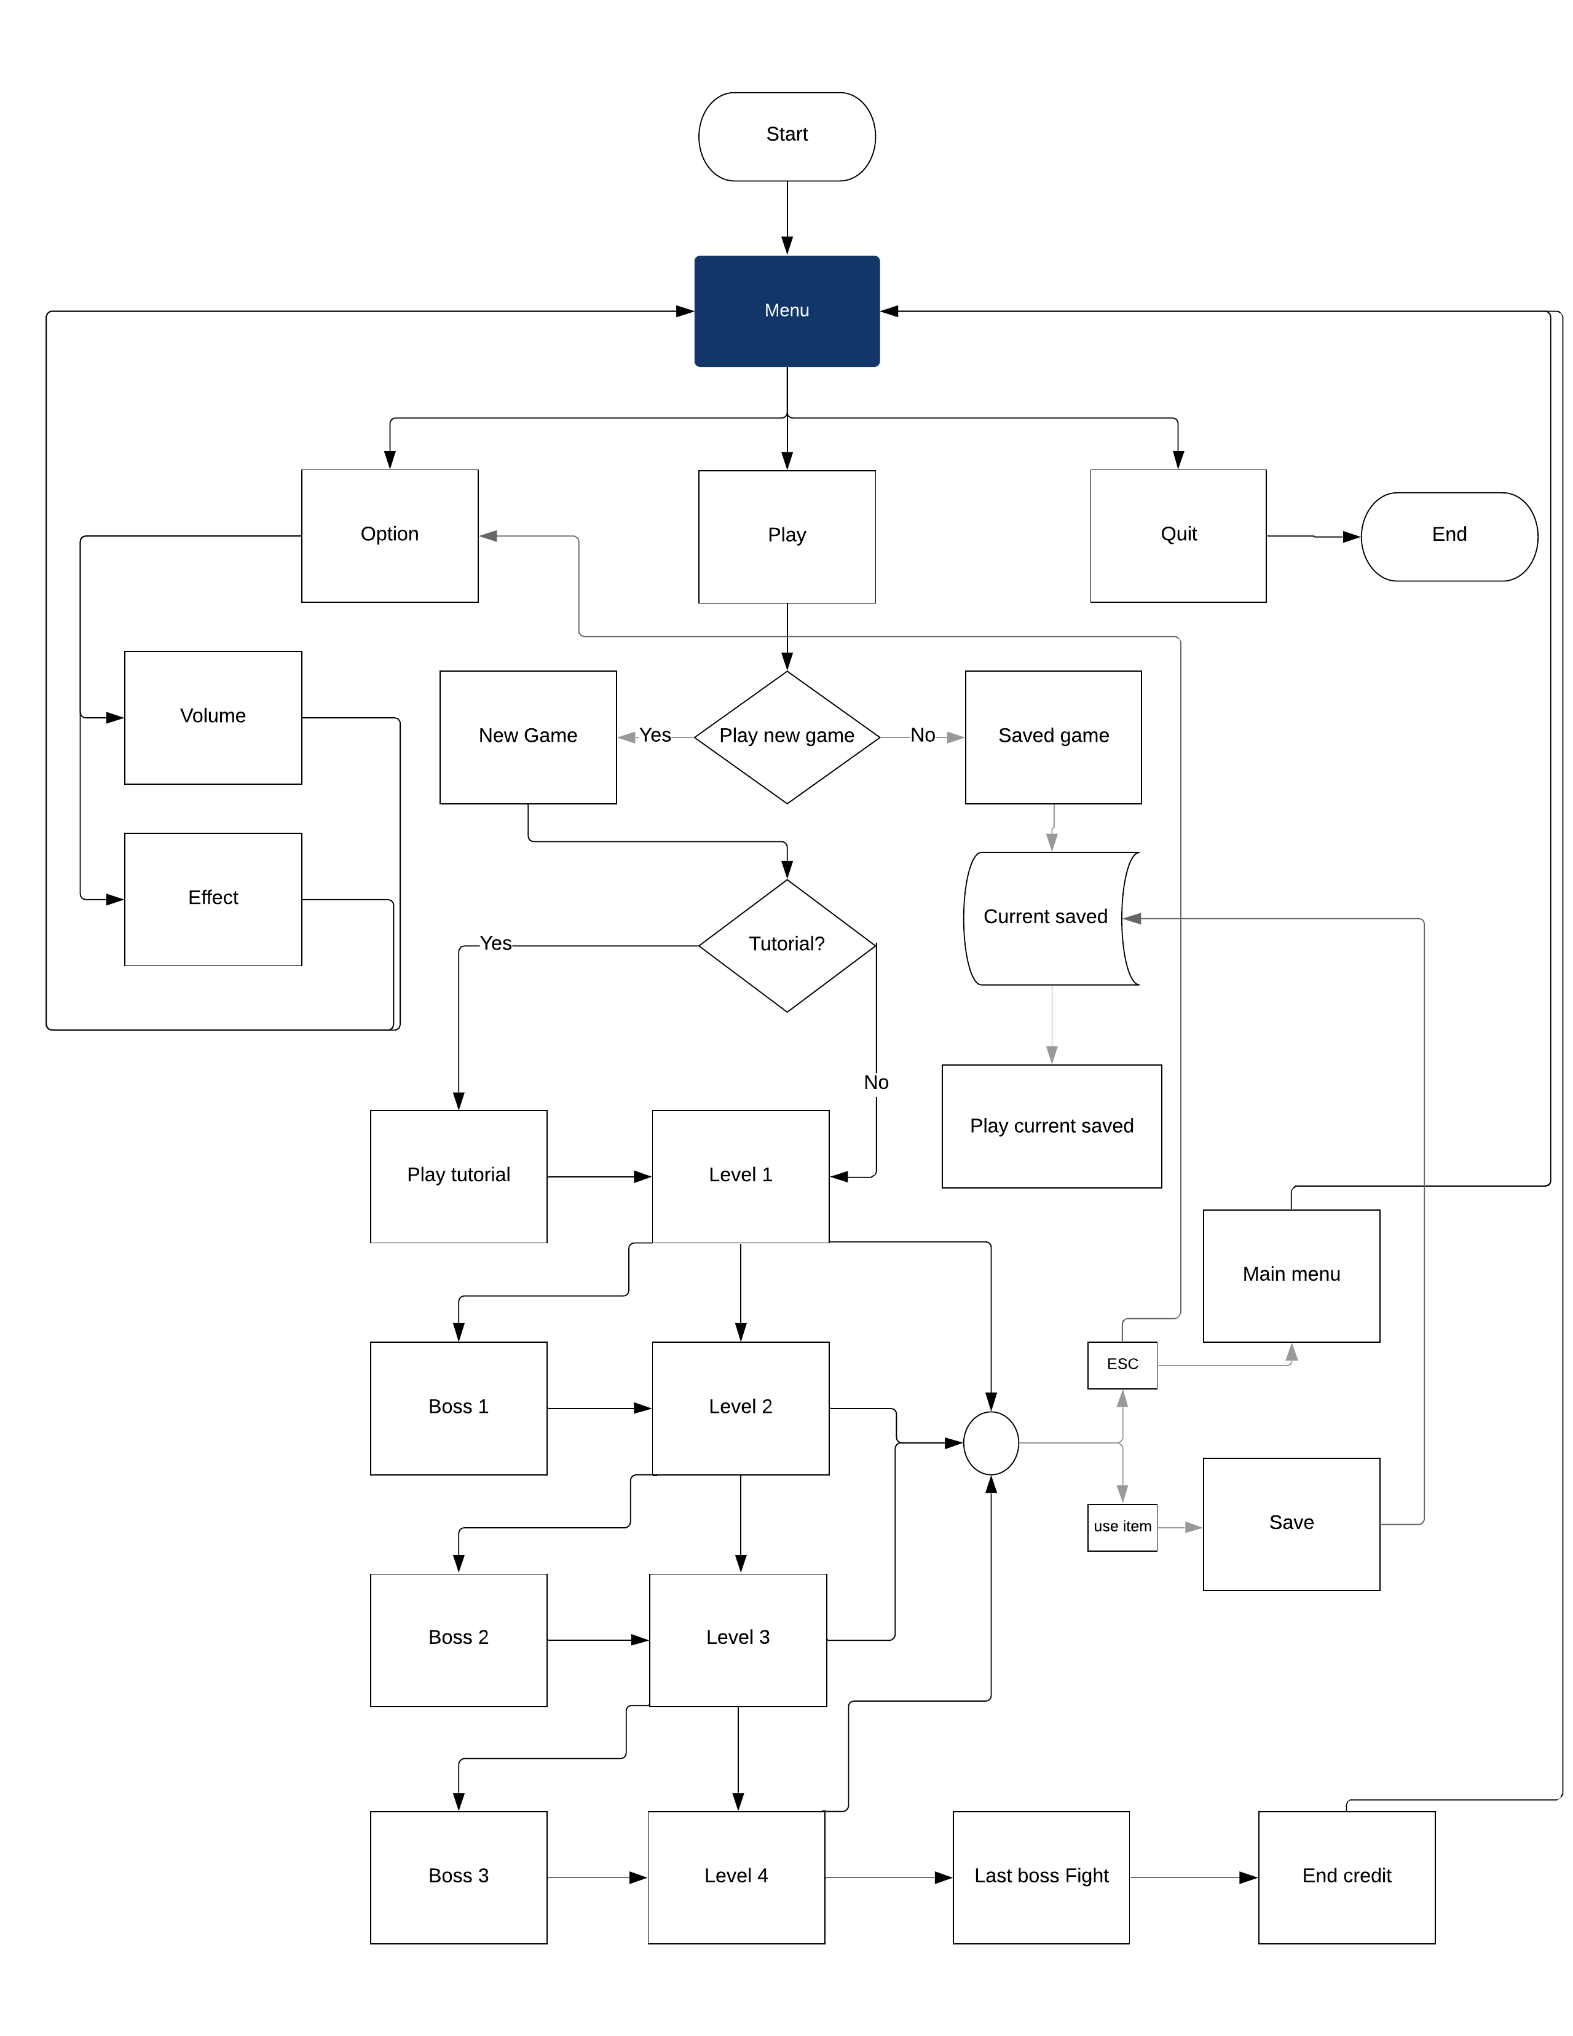 Start
Menu
Option
Play
Quit
End
Volume
New Game
Yes
Play new game
No
Saved game
Effect
Current saved
Yes
Tutorial?
No
Play tutorial
Level 1
Play current saved
Main menu
Boss 1
Level 2
ESC
use item
Save
Boss 2
Level 3
Boss 3
Level 4
Last boss Fight
End credit